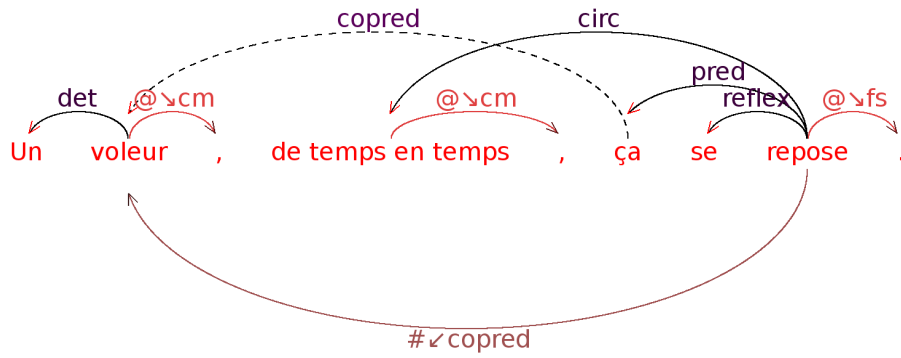 copred circ
pred
det @↘cm @↘cm reflex @↘fs
Un voleur , de temps en temps , ça se repose .
#↙copred